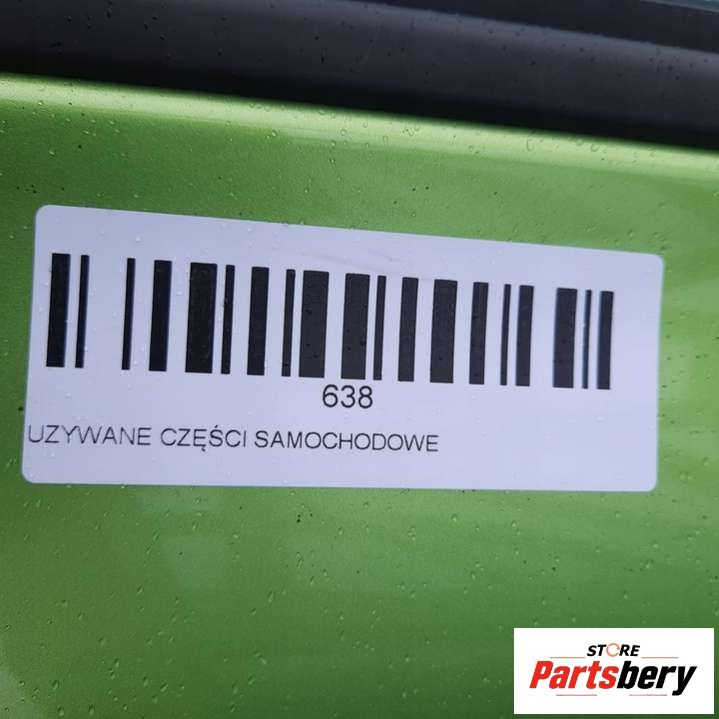 638
UZYWANE CZĘŚCI SAMOCHODOWE
STORE
Partsbery